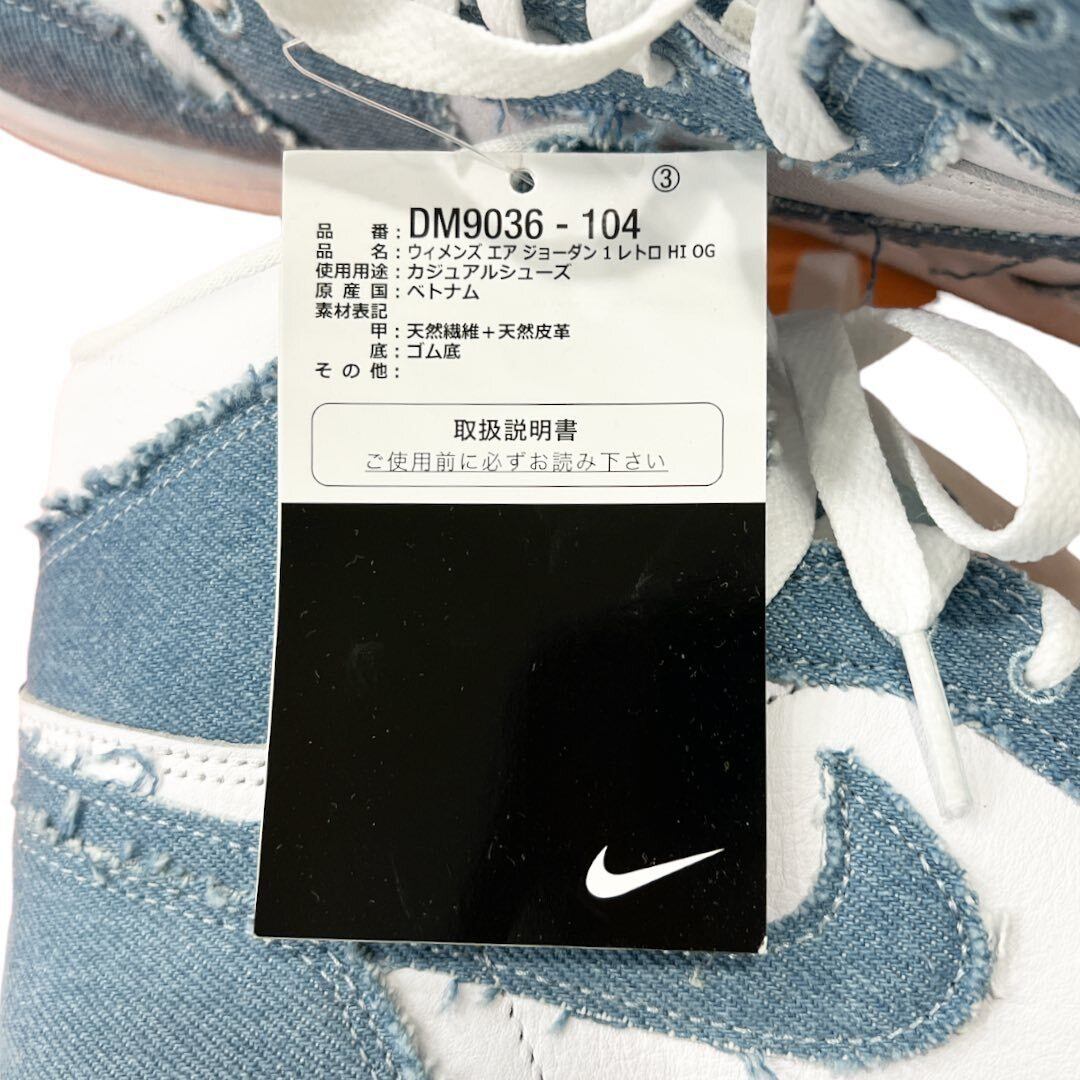 ③
品 番 : DM9036 - 104
品 名 : ウィメンズ エア ジョーダン 1 レトロ HI OG
使用用途 : カジュアルシューズ
原 産 国 : ベトナム
素材表記
甲 : 天然繊維＋天然皮革
底 : ゴム底
そ の 他 :
取扱説明書
ご使用前に必ずお読み下さい